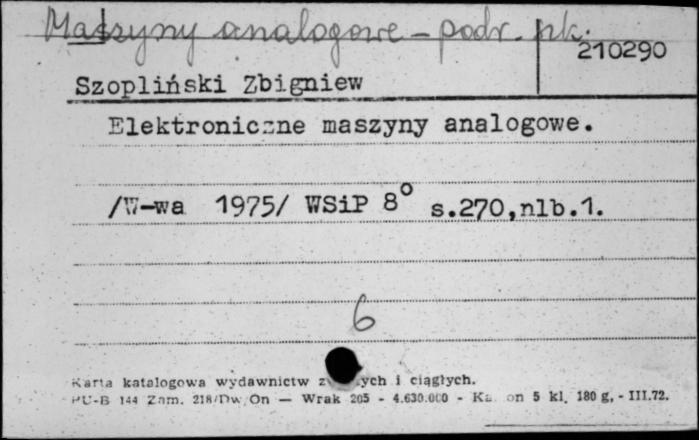 Maszyny analogowe - podr. pk.
210290
Szopliński Zbigniew
Elektroniczne maszyny analogowe.
/W-wa 1975/ WSiP 8° s.270,nlb.1.
6
Karta katalogowa wydawnictw i ciągłych.
PU-B 144 Zam. 218/Dw/On — Wrak 205 - 4.630.000 - 5 kl. 180 g, - III.72.